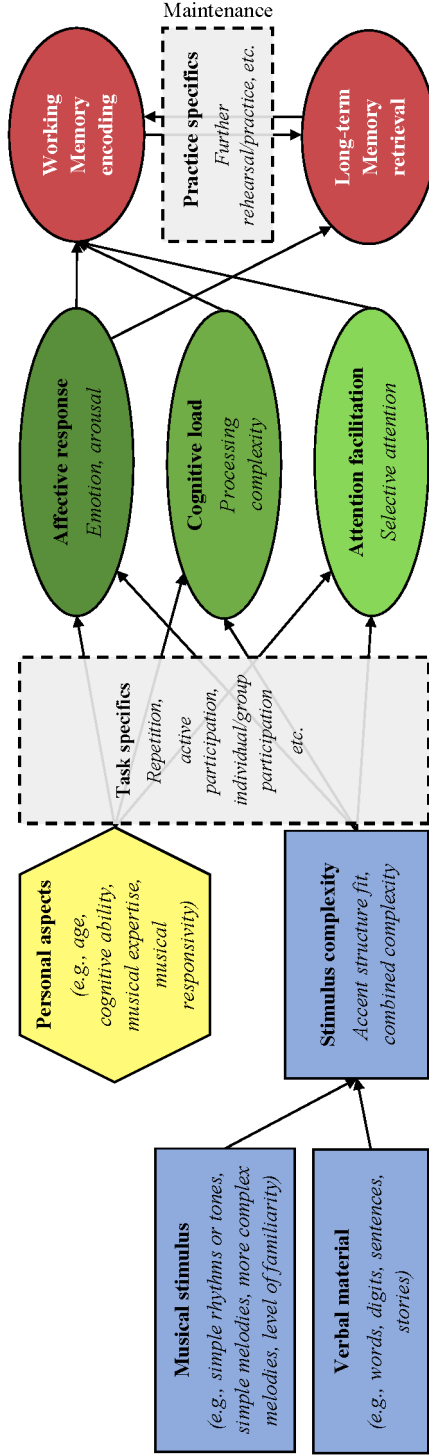 Musical stimulus
(e.g., simple rhythms or tones,
simple melodies, more complex
melodies, level of familiarity)
Verbal material
(e.g., words, digits, sentences,
stories)
Personal aspects
(e.g., age,
cognitive ability,
musical expertise,
musical
responsivity)
Stimulus complexity
Accent structure fit,
combined complexity
Task specifics
Repetition,
active
participation,
individual/group
participation
etc.
Affective response
Emotion, arousal
Cognitive load
Processing
complexity
Attention facilitation
Selective attention
Working
Memory
encoding
Practice specifics
Further
rehearsal/practice, etc.
Maintenance
Long-term
Memory
retrieval